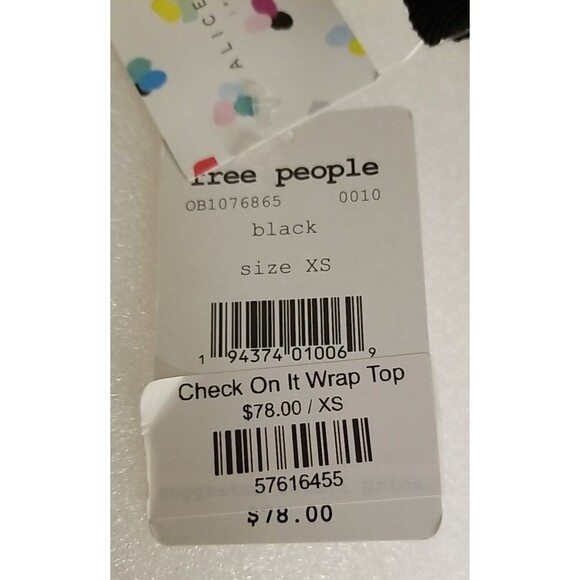 ALICE
free people
OB1076865 0010
black
size XS
1 94374 01006 9
Check On It Wrap Top
$78.00 / XS
57616455
price
$78.00